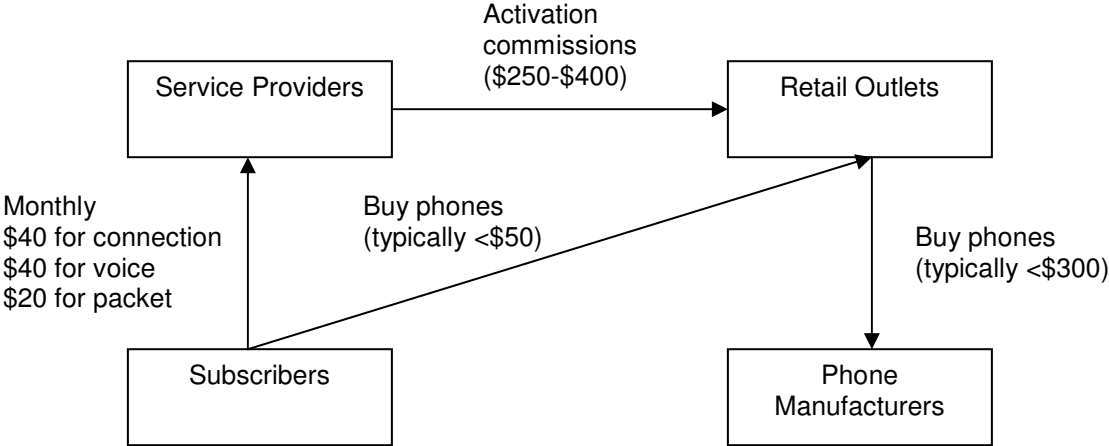 Activation
commissions
($250-$400)
Service Providers
Retail Outlets
Monthly
$40 for connection
$40 for voice
$20 for packet
Buy phones
(typically <$50)
Buy phones
(typically <$300)
Subscribers
Phone
Manufacturers